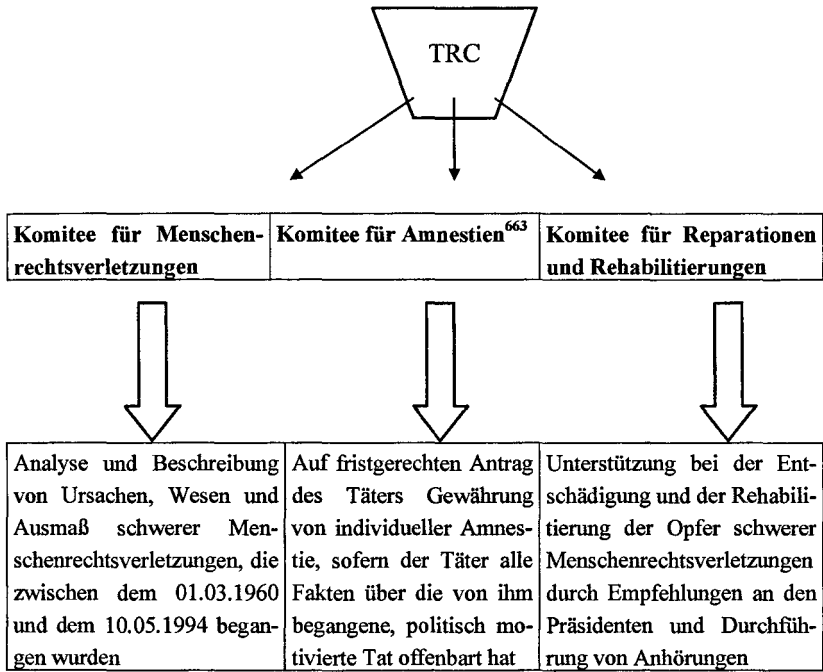 TRC
Komitee für Menschen-
rechtsverletzungen
Komitee für Amnestien663
Komitee für Reparationen
und Rehabilitierungen
Analyse und Beschreibung
von Ursachen, Wesen und
Ausmaß schwerer Men-
schenrechtsverletzungen, die
zwischen dem 01.03.1960
und dem 10.05.1994 began-
gen wurden
Auf fristgerechten Antrag
des Täters Gewährung
von individueller Amnes-
tie, sofern der Täter alle
Fakten über die von ihm
begangene, politisch mo-
tivierte Tat offenbart hat
Unterstützung bei der Ent-
schädigung und der Rehabili-
tierung der Opfer schwerer
Menschenrechtsverletzungen
durch Empfehlungen an den
Präsidenten und Durchfüh-
rung von Anhörungen